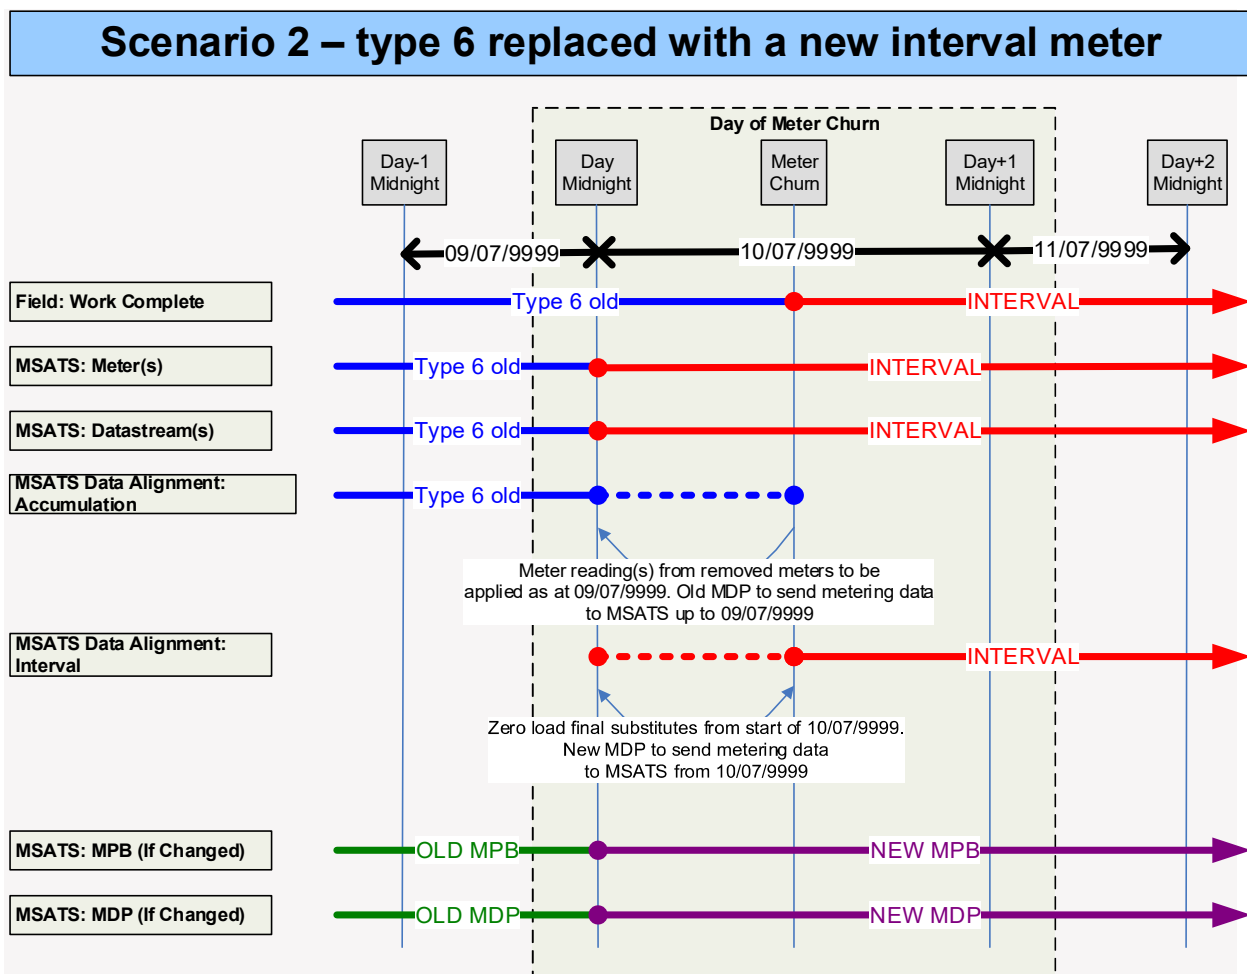 Scenario 2 – type 6 replaced with a new interval meter
Day of Meter Churn
Day-1
Midnight
Day
Midnight
Meter
Churn
Day+1
Midnight
Day+2
Midnight
09/07/9999
10/07/9999
11/07/9999
Field: Work Complete
Type 6 old
INTERVAL
MSATS: Meter(s)
Type 6 old
INTERVAL
MSATS: Datastream(s)
Type 6 old
INTERVAL
MSATS Data Alignment:
Accumulation
Type 6 old
Meter reading(s) from removed meters to be
applied as at 09/07/9999. Old MDP to send metering data
to MSATS up to 09/07/9999
MSATS Data Alignment:
Interval
INTERVAL
Zero load final substitutes from start of 10/07/9999.
New MDP to send metering data
to MSATS from 10/07/9999
MSATS: MPB (If Changed)
OLD MPB
NEW MPB
MSATS: MDP (If Changed)
OLD MDP
NEW MDP